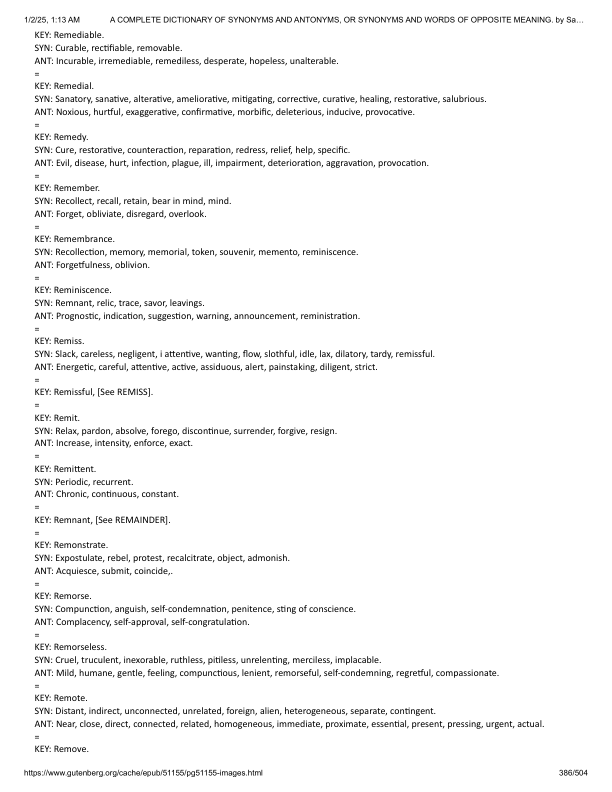 1/2/25, 1:13 AM A COMPLETE DICTIONARY OF SYNONYMS AND ANTONYMS, OR SYNONYMS AND WORDS OF OPPOSITE MEANING. by Sa…
KEY: Remediable.
SYN: Curable, rectifiable, removable.
ANT: Incurable, irremediable, remediless, desperate, hopeless, unalterable.
=
KEY: Remedial.
SYN: Sanatory, sanative, alterative, ameliorative, mitigating, corrective, curative, healing, restorative, salubrious.
ANT: Noxious, hurtful, exaggerative, confirmative, morbific, deleterious, inducive, provocative.
=
KEY: Remedy.
SYN: Cure, restorative, counteraction, reparation, redress, relief, help, specific.
ANT: Evil, disease, hurt, infection, plague, ill, impairment, deterioration, aggravation, provocation.
=
KEY: Remember.
SYN: Recollect, recall, retain, bear in mind, mind.
ANT: Forget, obliviate, disregard, overlook.
=
KEY: Remembrance.
SYN: Recollection, memory, memorial, token, souvenir, memento, reminiscence.
ANT: Forgetfulness, oblivion.
=
KEY: Reminiscence.
SYN: Remnant, relic, trace, savor, leavings.
ANT: Prognostic, indication, suggestion, warning, announcement, reministration.
=
KEY: Remiss.
SYN: Slack, careless, negligent, i attentive, wanting, flow, slothful, idle, lax, dilatory, tardy, remissful.
ANT: Energetic, careful, attentive, active, assiduous, alert, painstaking, diligent, strict.
=
KEY: Remissful, [See REMISS].
=
KEY: Remit.
SYN: Relax, pardon, absolve, forego, discontinue, surrender, forgive, resign.
ANT: Increase, intensity, enforce, exact.
=
KEY: Remittent.
SYN: Periodic, recurrent.
ANT: Chronic, continuous, constant.
=
KEY: Remnant, [See REMAINDER].
=
KEY: Remonstrate.
SYN: Expostulate, rebel, protest, recalcitrate, object, admonish.
ANT: Acquiesce, submit, coincide,.
=
KEY: Remorse.
SYN: Compunction, anguish, self-condemnation, penitence, sting of conscience.
ANT: Complacency, self-approval, self-congratulation.
=
KEY: Remorseless.
SYN: Cruel, truculent, inexorable, ruthless, pitiless, unrelenting, merciless, implacable.
ANT: Mild, humane, gentle, feeling, compunctious, lenient, remorseful, self-condemning, regretful, compassionate.
=
KEY: Remote.
SYN: Distant, indirect, unconnected, unrelated, foreign, alien, heterogeneous, separate, contingent.
ANT: Near, close, direct, connected, related, homogeneous, immediate, proximate, essential, present, pressing, urgent, actual.
=
KEY: Remove.
https://www.gutenberg.org/cache/epub/51155/pg51155-images.html 386/504